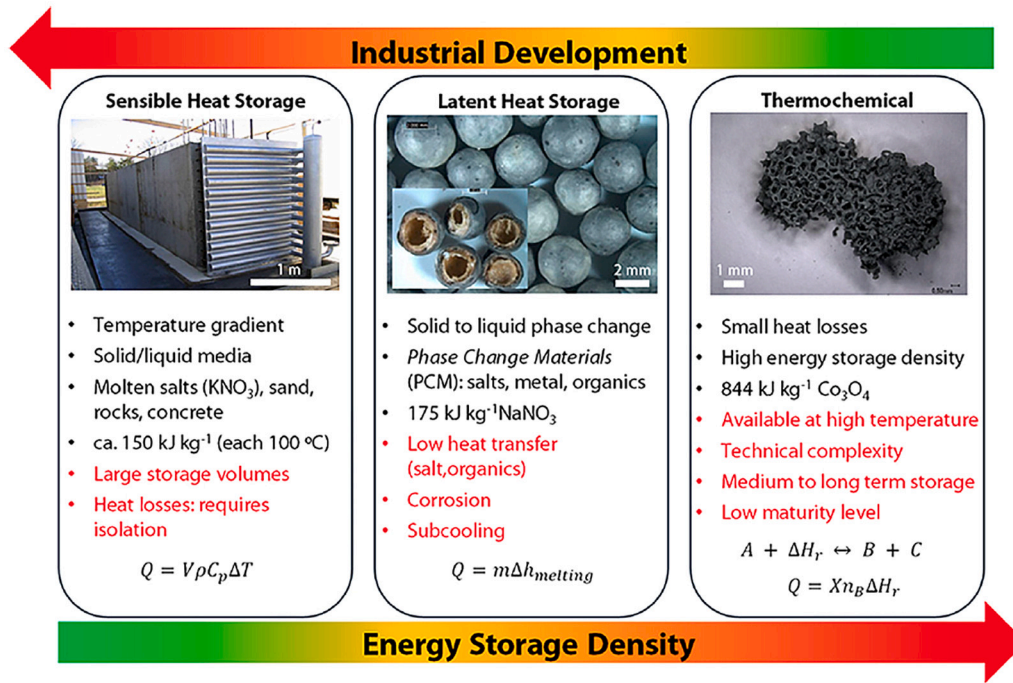 Industrial Development
Sensible Heat Storage
1 m
• Temperature gradient
• Solid/liquid media
• Molten salts (KNO₃), sand,
rocks, concrete
• ca. 150 kJ kg⁻¹ (each 100 ºC)
• Large storage volumes
• Heat losses: requires
isolation
Q = VρCₚΔT
Latent Heat Storage
2 mm
• Solid to liquid phase change
• Phase Change Materials
(PCM): salts, metal, organics
• 175 kJ kg⁻¹NaNO₃
• Low heat transfer
(salt,organics)
• Corrosion
• Subcooling
Q = mΔh_melting
Thermochemical
1 mm
• Small heat losses
• High energy storage density
• 844 kJ kg⁻¹ Co₃O₄
• Available at high temperature
• Technical complexity
• Medium to long term storage
• Low maturity level
A + ΔHᵣ ↔ B + C
Q = Xn_BΔHᵣ
Energy Storage Density